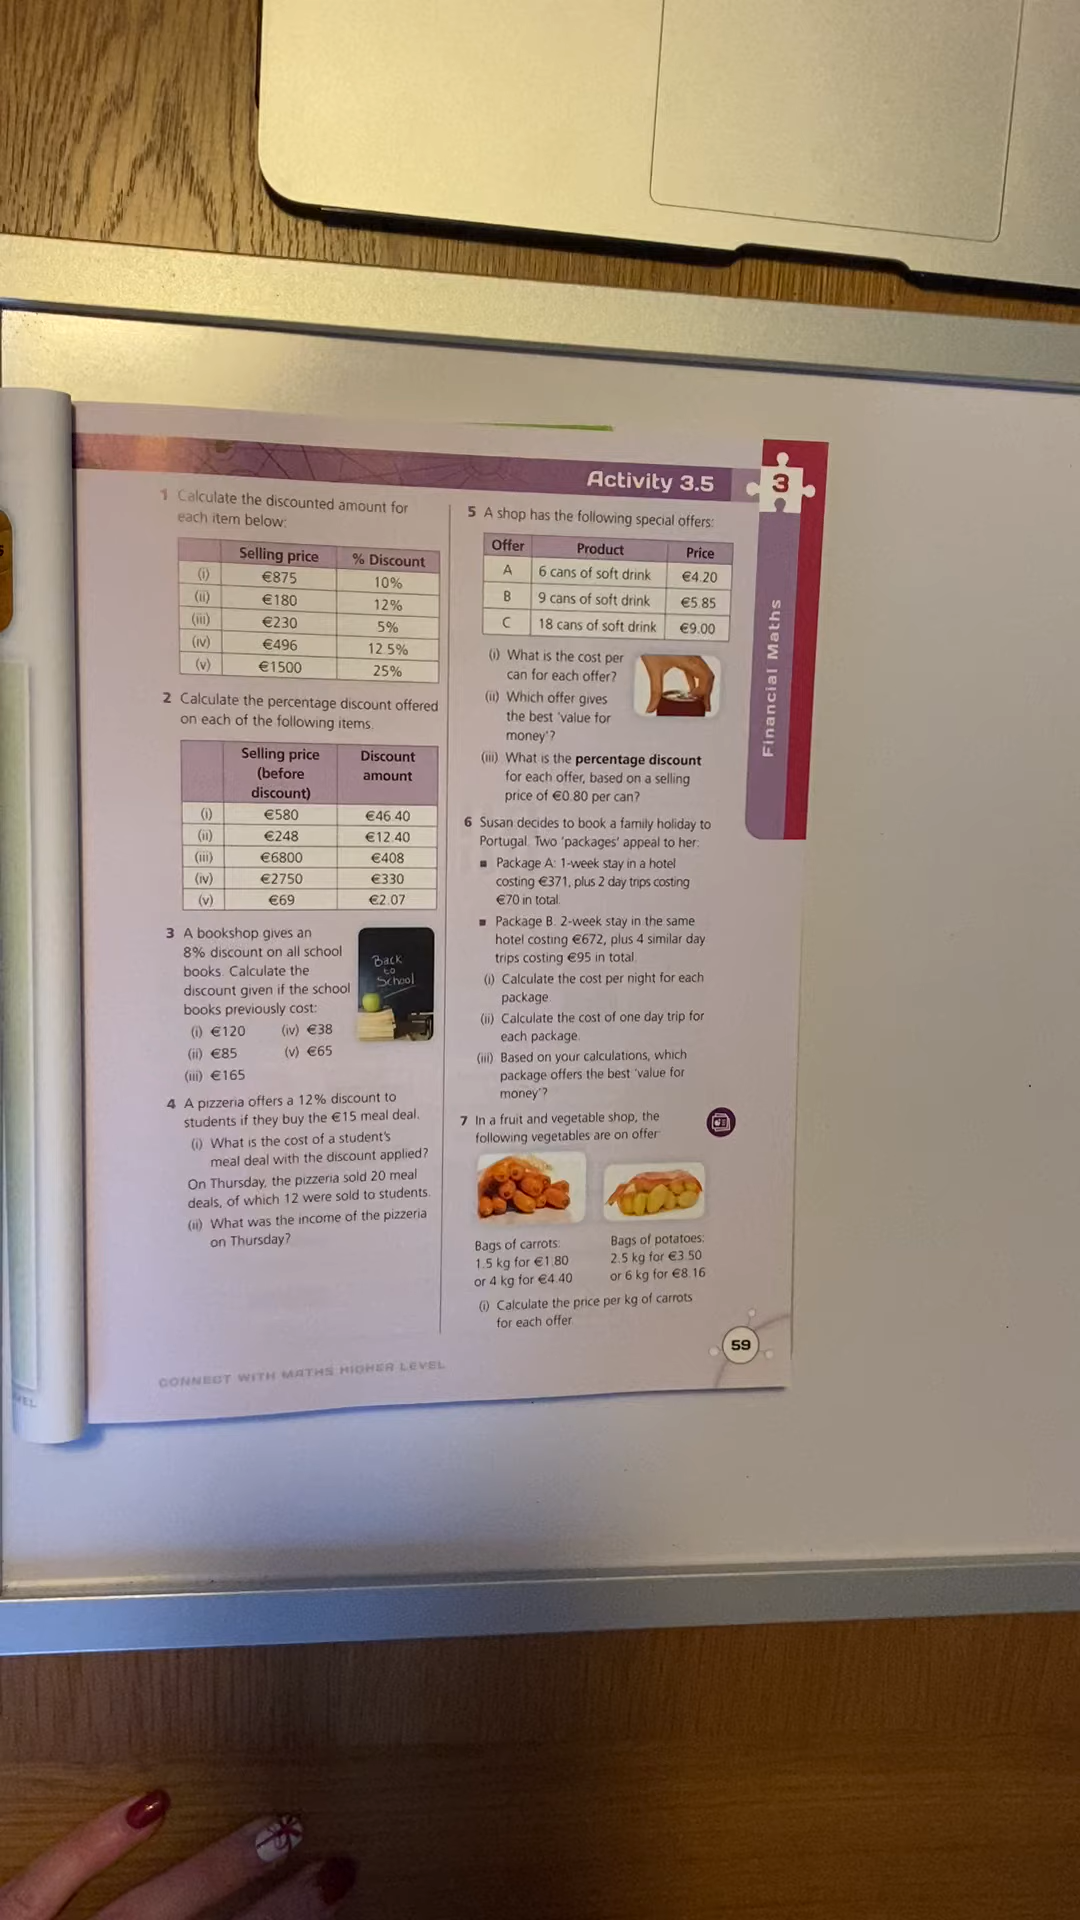 Activity 3.5
3
Financial Maths
1 Calculate the discounted amount for
each item below:
Selling price % Discount
(i) €875 10%
(ii) €180 12%
(iii) €230 5%
(iv) €496 12.5%
(v) €1500 25%
2 Calculate the percentage discount offered
on each of the following items.
Selling price
(before
discount)
Discount
amount
(i) €580 €46.40
(ii) €248 €12.40
(iii) €6800 €408
(iv) €2750 €330
(v) €69 €2.07
3 A bookshop gives an
8% discount on all school
books. Calculate the
discount given if the school
books previously cost:
(i) €120 (iv) €38
(ii) €85 (v) €65
(iii) €165
Back
to
School
4 A pizzeria offers a 12% discount to
students if they buy the €15 meal deal.
(i) What is the cost of a student's
meal deal with the discount applied?
On Thursday, the pizzeria sold 20 meal
deals, of which 12 were sold to students.
(ii) What was the income of the pizzeria
on Thursday?
5 A shop has the following special offers:
Offer Product Price
A 6 cans of soft drink €4.20
B 9 cans of soft drink €5.85
C 18 cans of soft drink €9.00
(i) What is the cost per
can for each offer?
(ii) Which offer gives
the best 'value for
money'?
(iii) What is the percentage discount
for each offer, based on a selling
price of €0.80 per can?
6 Susan decides to book a family holiday to
Portugal. Two 'packages' appeal to her:
Package A: 1-week stay in a hotel
costing €371, plus 2 day trips costing
€70 in total.
Package B: 2-week stay in the same
hotel costing €672, plus 4 similar day
trips costing €95 in total.
(i) Calculate the cost per night for each
package.
(ii) Calculate the cost of one day trip for
each package.
(iii) Based on your calculations, which
package offers the best 'value for
money'?
7 In a fruit and vegetable shop, the
following vegetables are on offer:
Bags of carrots:
1.5 kg for €1.80
or 4 kg for €4.40
Bags of potatoes:
2.5 kg for €3.50
or 6 kg for €8.16
(i) Calculate the price per kg of carrots
for each offer.
59
CONNECT WITH MATHS HIGHER LEVEL